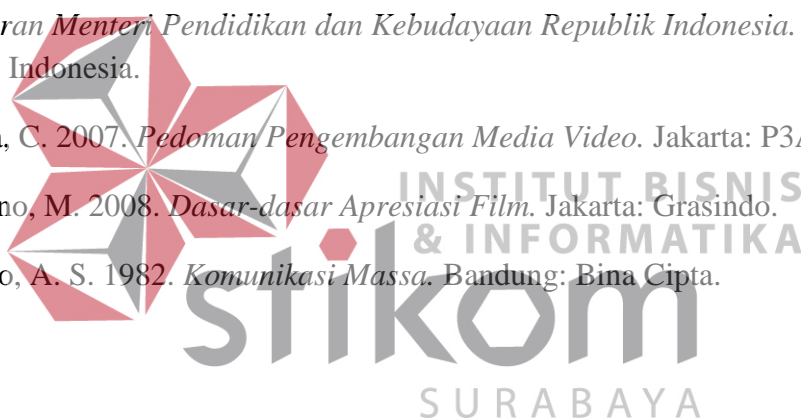 ran Menteri Pendidikan dan Kebudayaan Republik Indonesia.
Indonesia.
a, C. 2007. Pedoman Pengembangan Media Video. Jakarta: P3A
no, M. 2008. Dasar-dasar Apresiasi Film. Jakarta: Grasindo.
o, A. S. 1982. Komunikasi Massa. Bandung: Bina Cipta.
INSTITUT BISNIS
& INFORMATIKA
stikom
SURABAYA